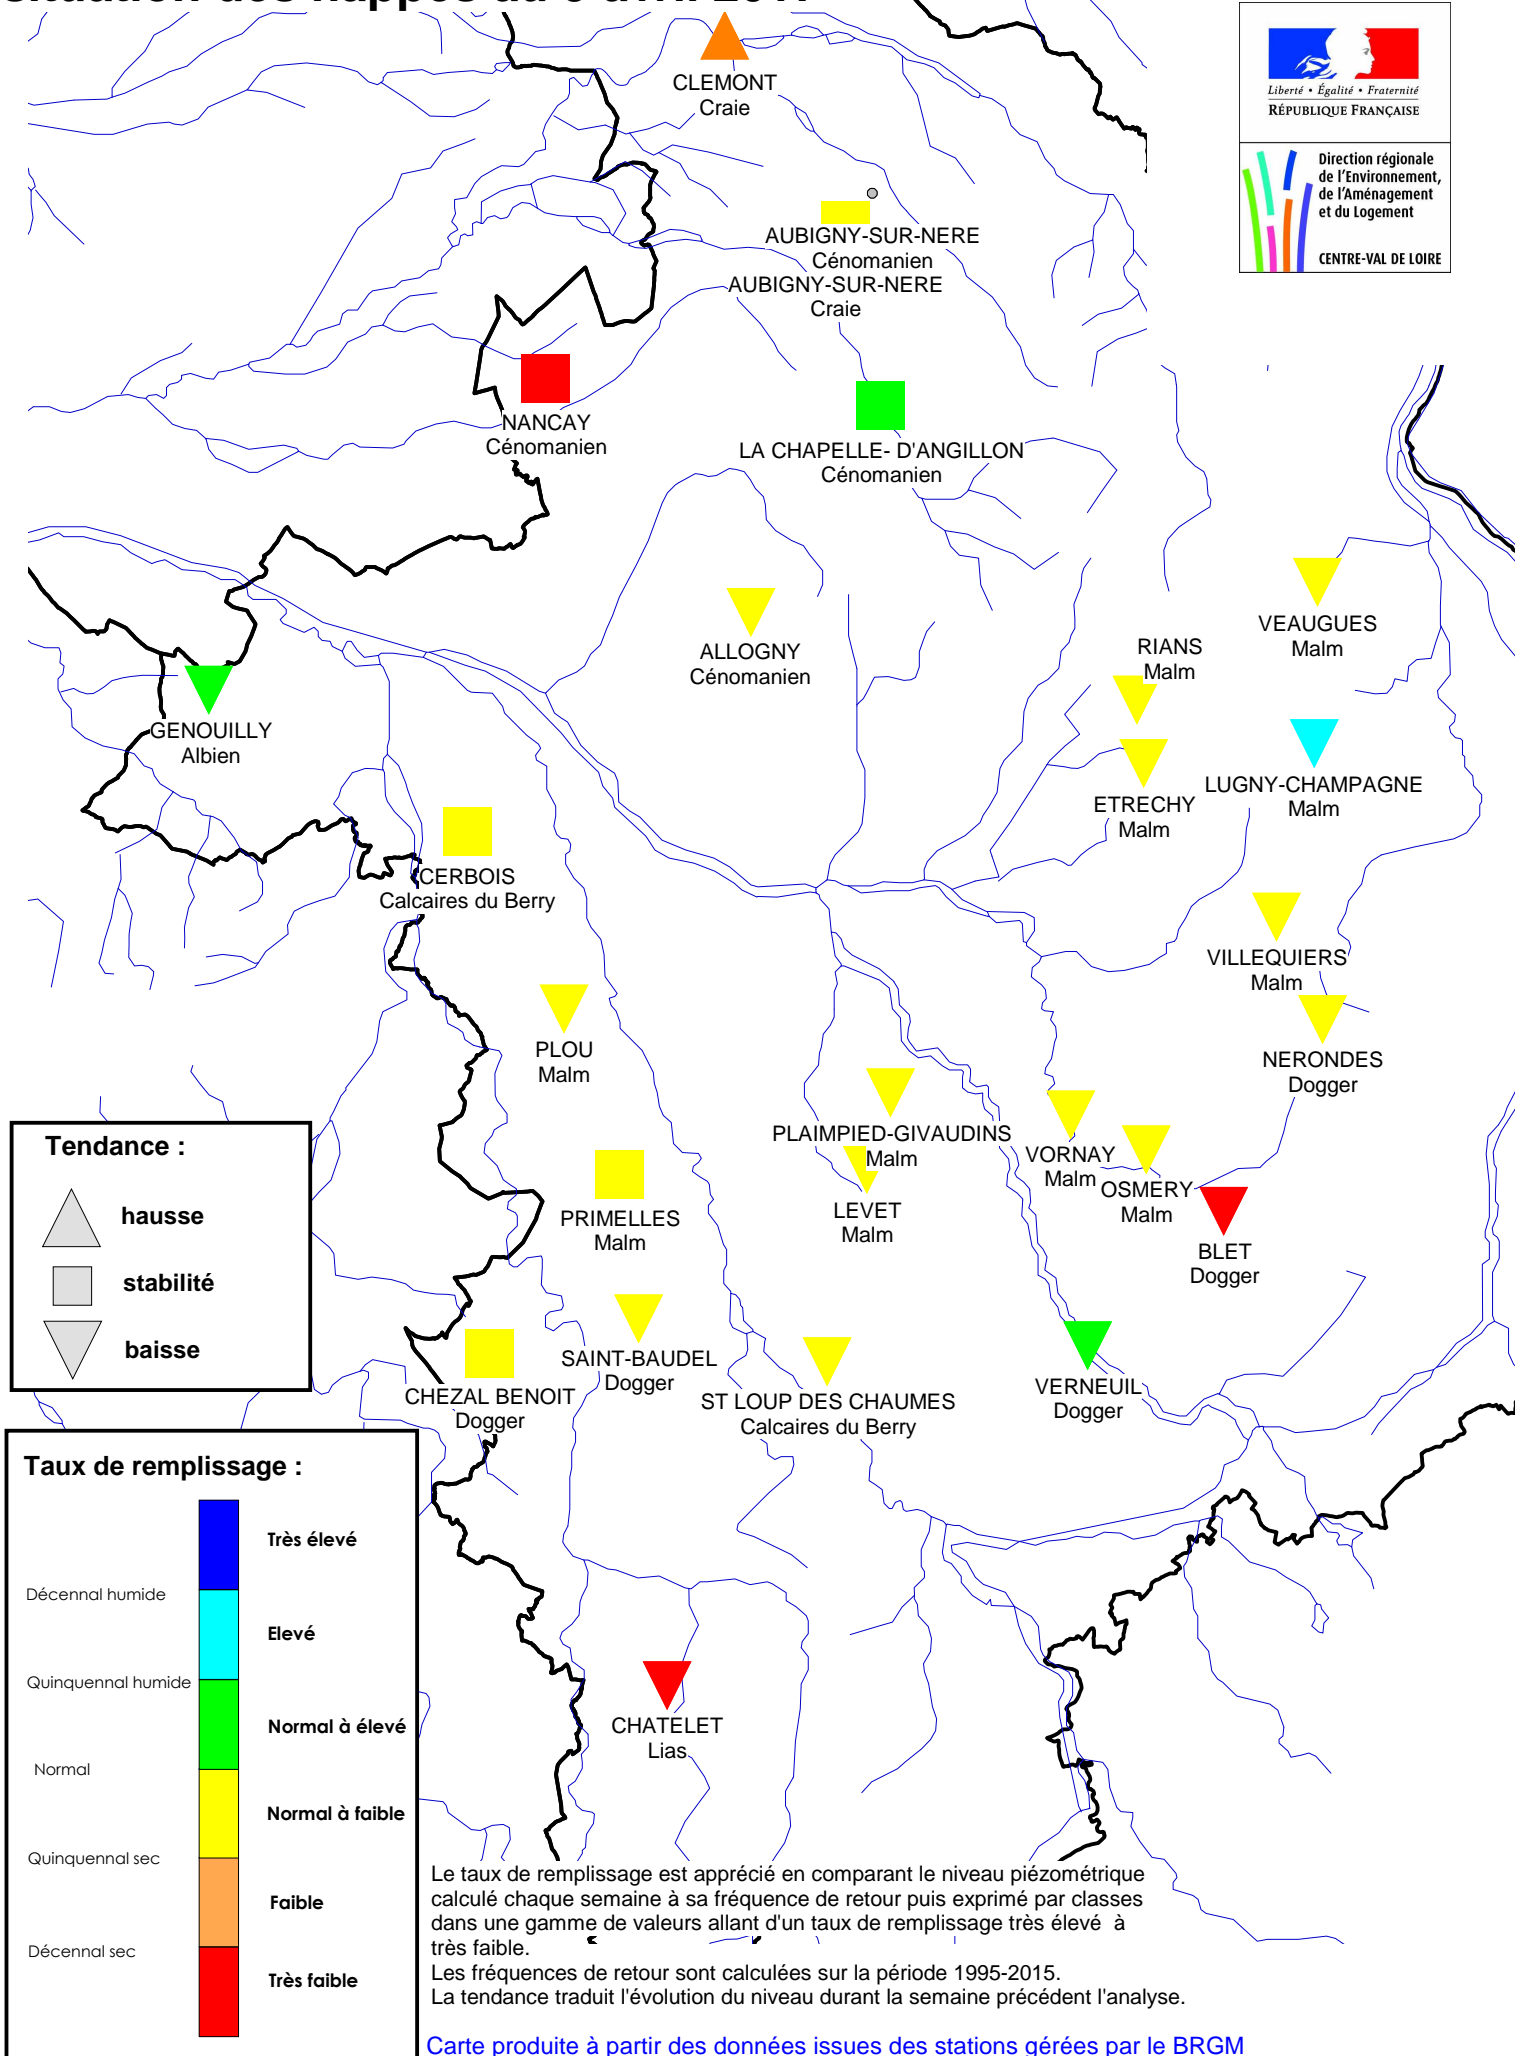 Liberté • Égalité • Fraternité
RÉPUBLIQUE FRANÇAISE
Direction régionale
de l'Environnement,
de l'Aménagement
et du Logement
CENTRE-VAL DE LOIRE
CLEMONT
Craie
AUBIGNY-SUR-NERE
Cénomanien
AUBIGNY-SUR-NERE
Craie
NANCAY
Cénomanien
LA CHAPELLE- D'ANGILLON
Cénomanien
VEAUGUES
Malm
ALLOGNY
Cénomanien
RIANS
Malm
GENOUILLY
Albien
LUGNY-CHAMPAGNE
Malm
ETRECHY
Malm
CERBOIS
Calcaires du Berry
VILLEQUIERS
Malm
PLOU
Malm
NERONDES
Dogger
PLAIMPIED-GIVAUDINS
Malm
VORNAY
Malm
OSMERY
Malm
LEVET
Malm
PRIMELLES
Malm
BLET
Dogger
SAINT-BAUDEL
Dogger
CHEZAL BENOIT
Dogger
ST LOUP DES CHAUMES
Calcaires du Berry
VERNEUIL
Dogger
CHATELET
Lias
Tendance :
hausse
stabilité
baisse
Taux de remplissage :
Très élevé
Décennal humide
Elevé
Quinquennal humide
Normal à élevé
Normal
Normal à faible
Quinquennal sec
Faible
Décennal sec
Très faible
Le taux de remplissage est apprécié en comparant le niveau piézométrique
calculé chaque semaine à sa fréquence de retour puis exprimé par classes
dans une gamme de valeurs allant d'un taux de remplissage très élevé à
très faible.
Les fréquences de retour sont calculées sur la période 1995-2015.
La tendance traduit l'évolution du niveau durant la semaine précédent l'analyse.
Carte produite à partir des données issues des stations gérées par le BRGM